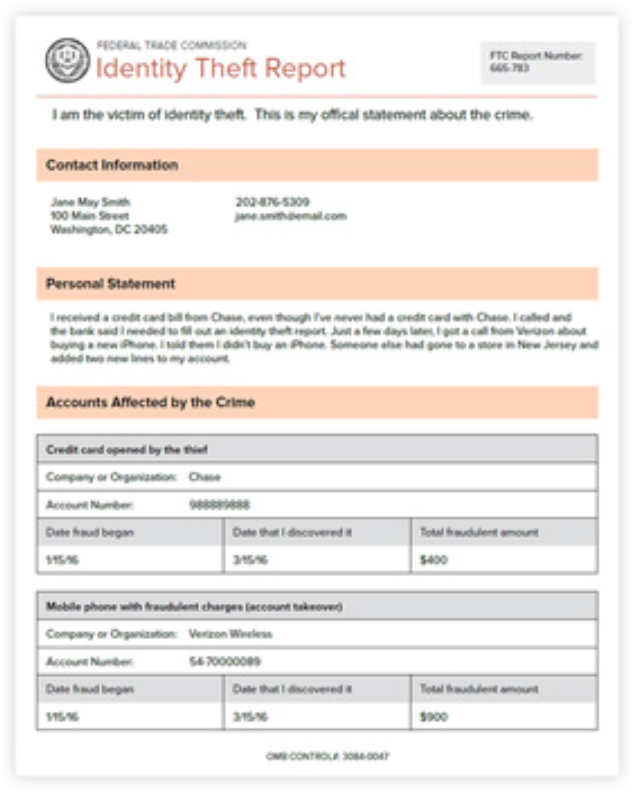 FEDERAL TRADE COMMISSION
Identity Theft Report
FTC Report Number:
665-783
I am the victim of identity theft. This is my offical statement about the crime.
Contact Information
Jane May Smith 202-876-5309
100 Main Street jane.smith@email.com
Washington, DC 20405
Personal Statement
I received a credit card bill from Chase, even though I've never had a credit card with Chase. I called and
the bank said I needed to fill out an identity theft report. Just a few days later, I got a call from Verizon about
buying a new iPhone. I told them I didn't buy an iPhone. Someone else had gone to a store in New Jersey and
added two new lines to my account.
Accounts Affected by the Crime
Credit card opened by the thief
Company or Organization: Chase
Account Number: 988889888
Date fraud began Date that I discovered it Total fraudulent amount
1/15/16 3/15/16 $400
Mobile phone with fraudulent charges (account takeover)
Company or Organization: Verizon Wireless
Account Number: 54-70000089
Date fraud began Date that I discovered it Total fraudulent amount
1/15/16 3/15/16 $900
OMB CONTROL#: 3084-0047